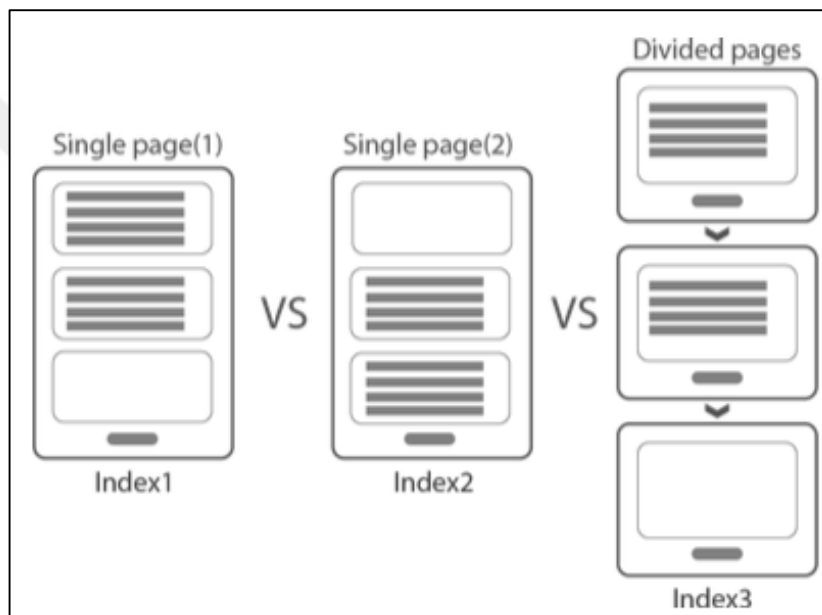 Divided pages
Single page(1)
Single page(2)
VS
VS
Index1
Index2
Index3